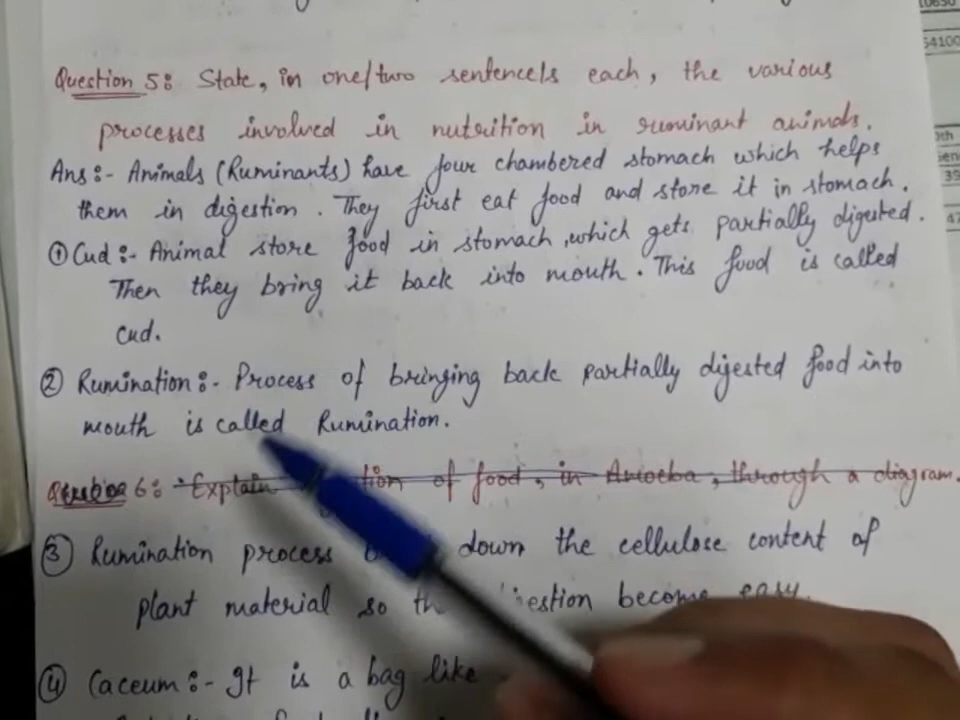 Question 5: State, in one/two sentence/s each, the various
processes involved in nutrition in ruminant animals.
Ans:- Animals (Ruminants) have four chambered stomach which helps
them in digestion. They first eat food and store it in stomach.
① Cud:- Animal store food in stomach, which gets partially digested.
Then they bring it back into mouth. This food is called
cud.
② Rumination:- Process of bringing back partially digested food into
mouth is called Rumination.
Question 6: Explain of food, in Amoeba, through a diagram.
③ Rumination process down the cellulose content of
plant material so become easy.
④ Caecum:- It is a bag like
54100